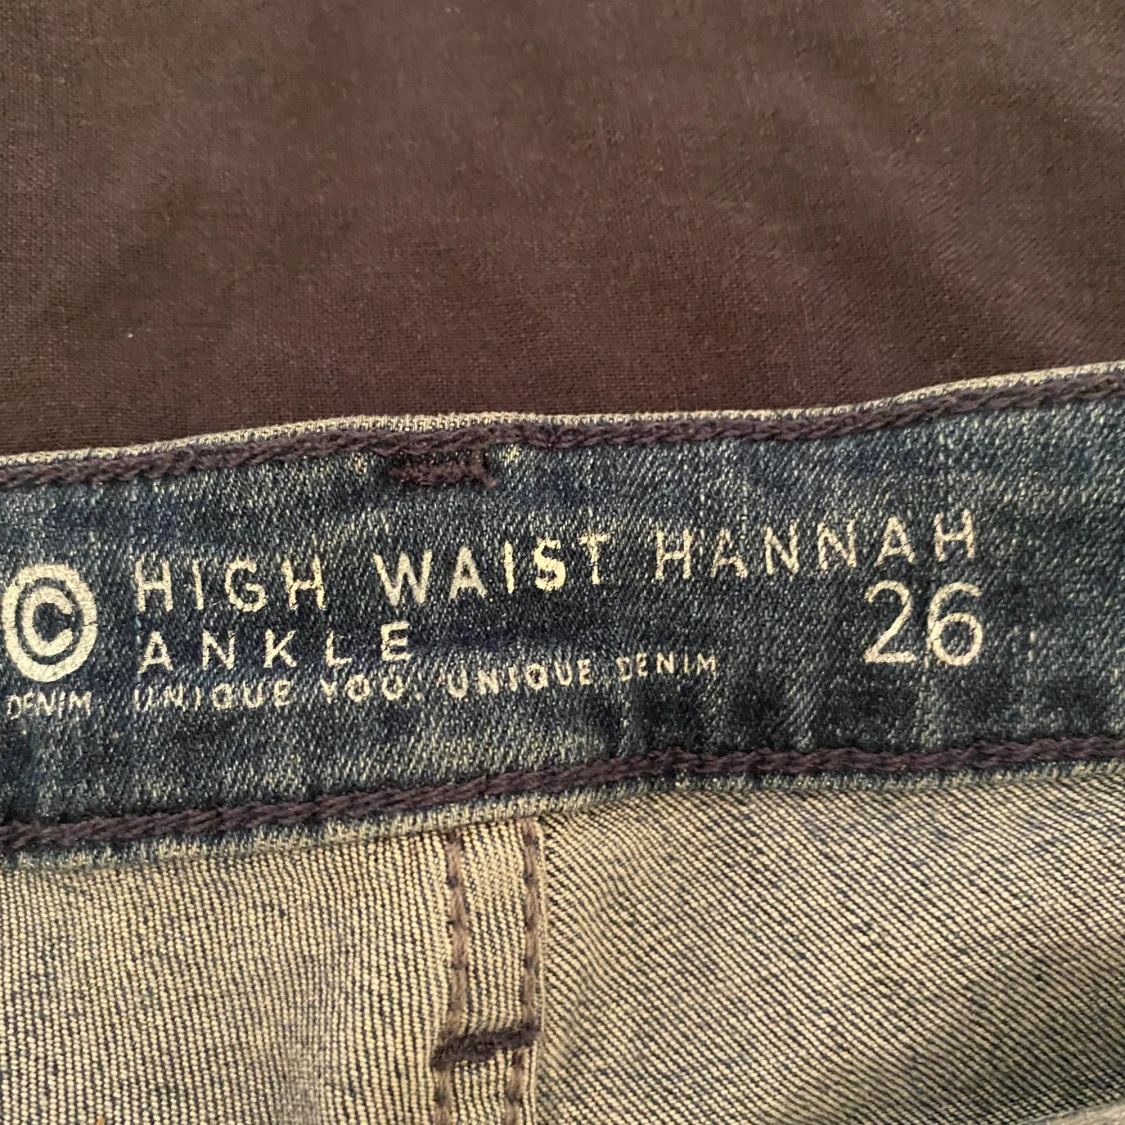 © HIGH WAIST HANNAH
ANKLE 26
DENIM UNIQUE YOU. UNIQUE DENIM